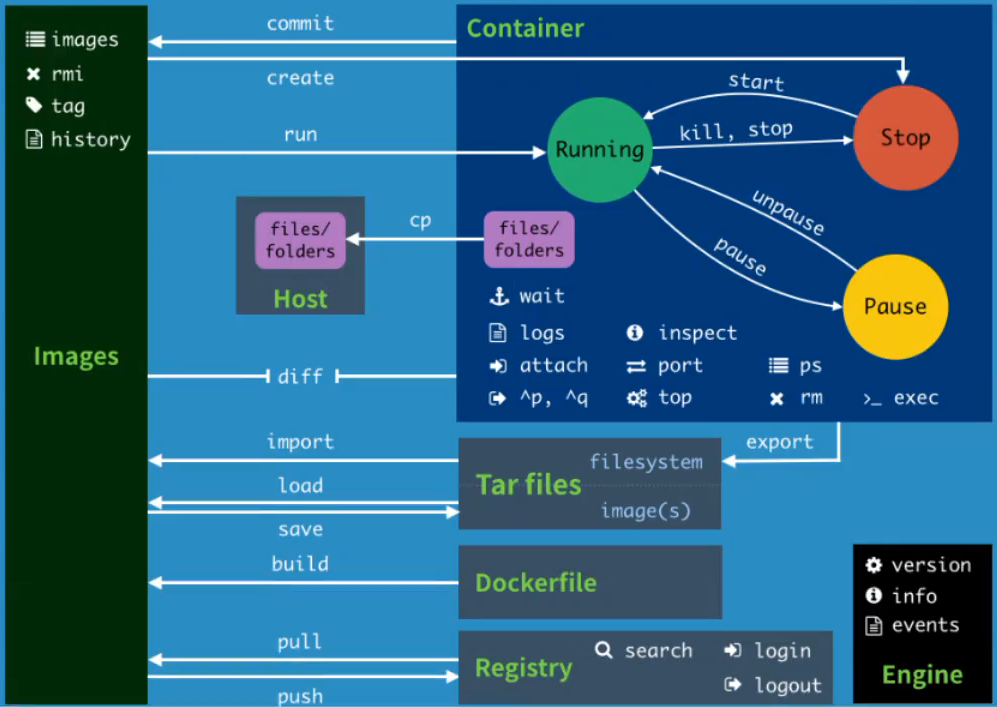 images
rmi
tag
history
Images
commit
create
run
cp
files/
folders
Host
diff
import
load
save
build
pull
push
Container
Running
start
kill, stop
Stop
unpause
pause
Pause
files/
folders
wait
logs
inspect
attach
port
ps
^p, ^q
top
rm
>_ exec
export
Tar files
filesystem
image(s)
Dockerfile
Registry
search
login
logout
version
info
events
Engine